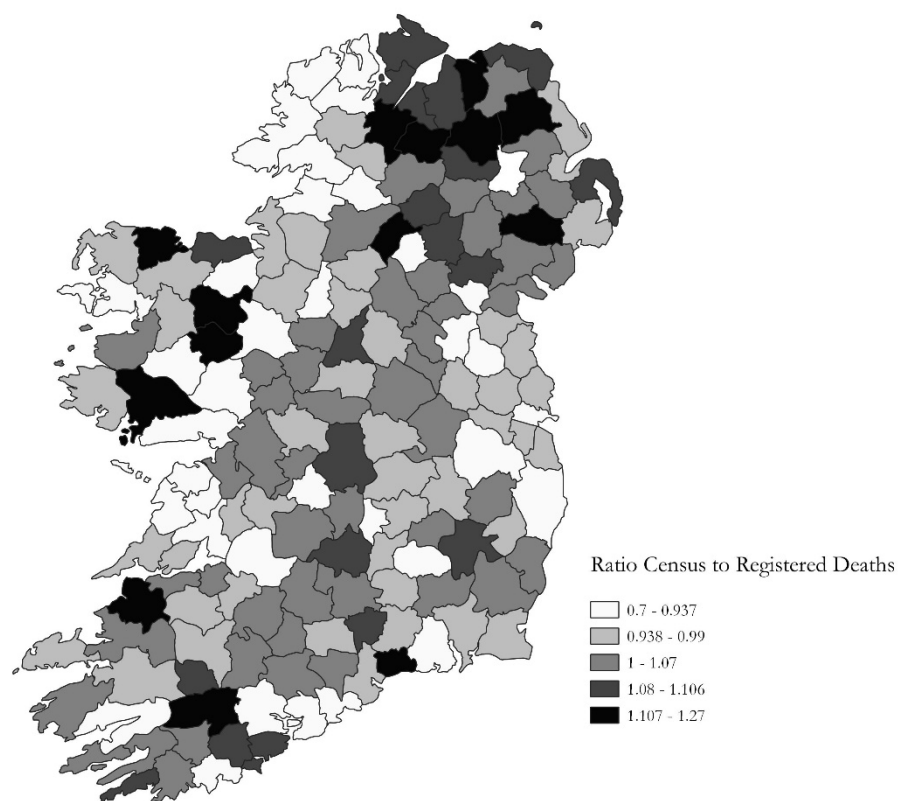 Ratio Census to Registered Deaths
0.7 - 0.937
0.938 - 0.99
1 - 1.07
1.08 - 1.106
1.107 - 1.27